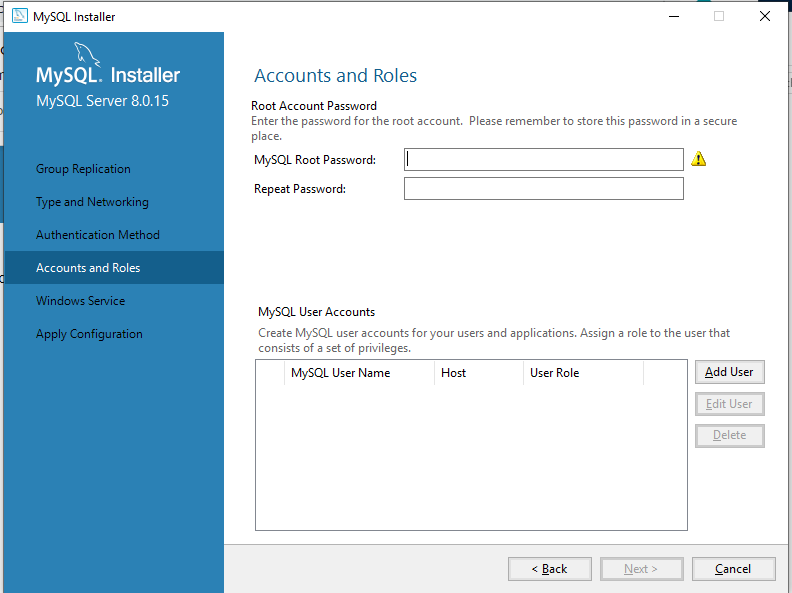 MySQL Installer
MySQL. Installer
MySQL Server 8.0.15
Group Replication
Type and Networking
Authentication Method
Accounts and Roles
Windows Service
Apply Configuration
Accounts and Roles
Root Account Password
Enter the password for the root account. Please remember to store this password in a secure
place.
MySQL Root Password:
Repeat Password:
MySQL User Accounts
Create MySQL user accounts for your users and applications. Assign a role to the user that
consists of a set of privileges.
MySQL User Name Host User Role
Add User
Edit User
Delete
< Back Next > Cancel